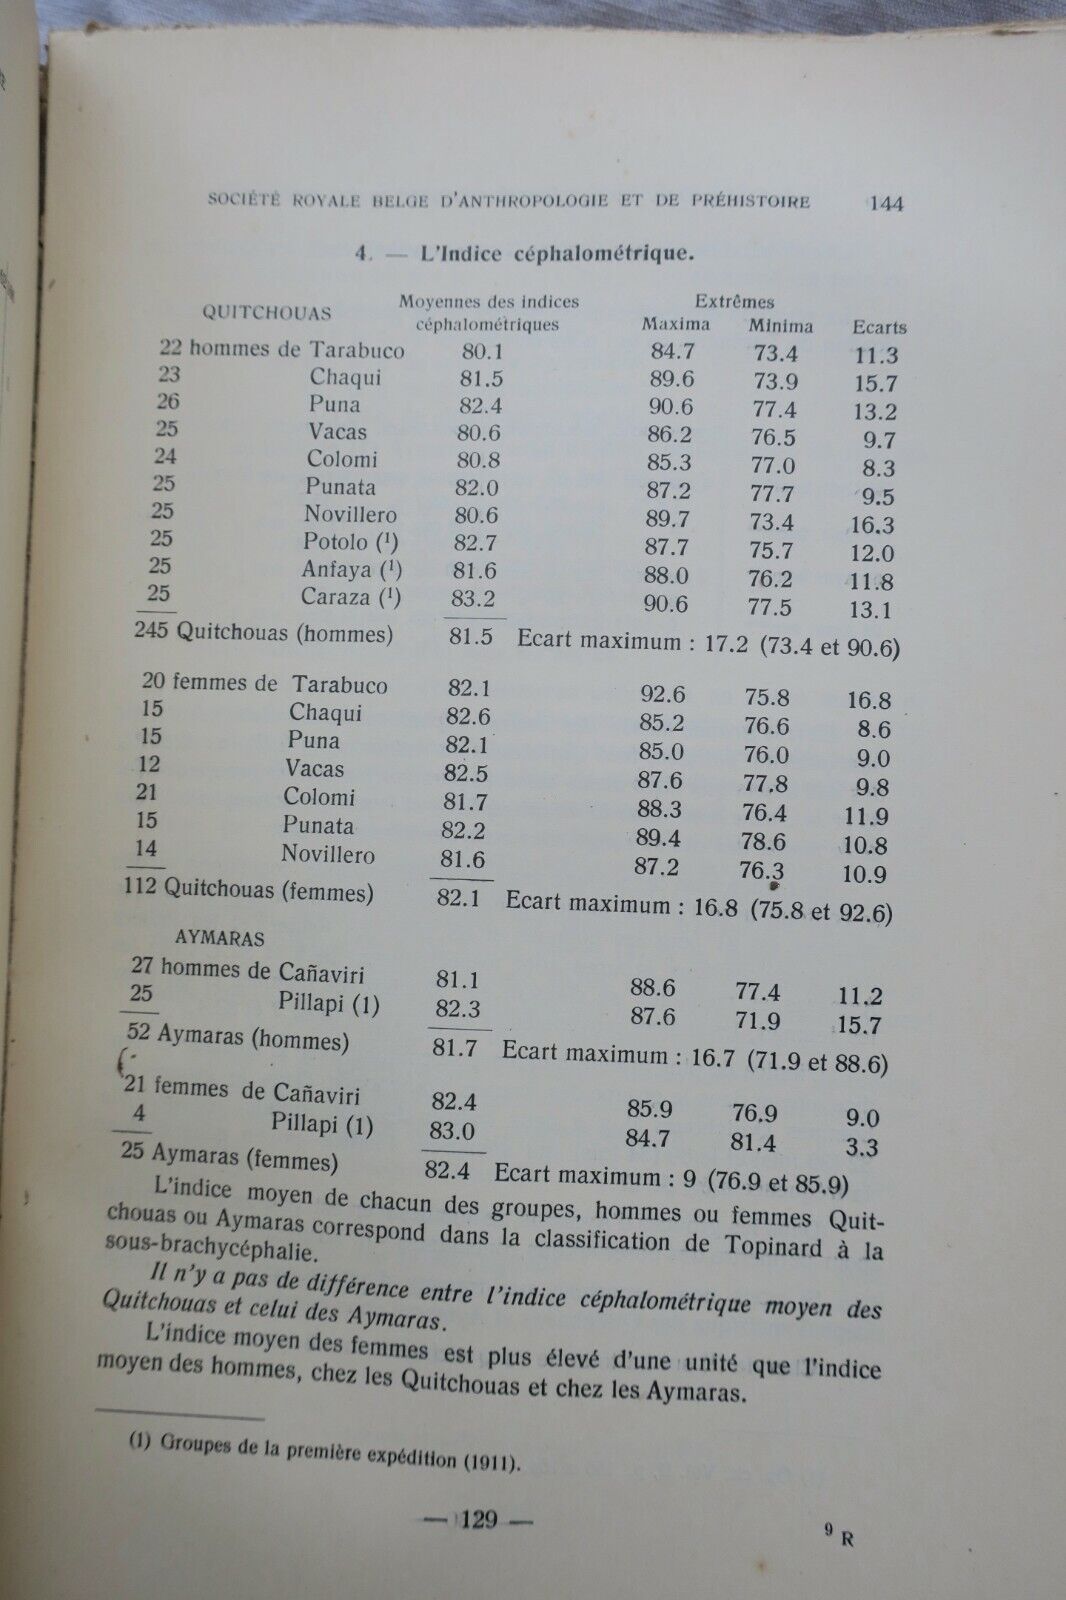 SOCIÉTÉ ROYALE BELGE D'ANTHROPOLOGIE ET DE PRÉHISTOIRE 144
4. — L'Indice céphalométrique.
QUITCHOUAS Moyennes des indices céphalométriques Extrêmes Maxima Minima Ecarts
22 hommes de Tarabuco 80.1 84.7 73.4 11.3
23 Chaqui 81.5 89.6 73.9 15.7
26 Puna 82.4 90.6 77.4 13.2
25 Vacas 80.6 86.2 76.5 9.7
24 Colomi 80.8 85.3 77.0 8.3
25 Punata 82.0 87.2 77.7 9.5
25 Novillero 80.6 89.7 73.4 16.3
25 Potolo (1) 82.7 87.7 75.7 12.0
25 Anfaya (1) 81.6 88.0 76.2 11.8
25 Caraza (1) 83.2 90.6 77.5 13.1
245 Quitchouas (hommes) 81.5 Ecart maximum : 17.2 (73.4 et 90.6)
20 femmes de Tarabuco 82.1 92.6 75.8 16.8
15 Chaqui 82.6 85.2 76.6 8.6
15 Puna 82.1 85.0 76.0 9.0
12 Vacas 82.5 87.6 77.8 9.8
21 Colomi 81.7 88.3 76.4 11.9
15 Punata 82.2 89.4 78.6 10.8
14 Novillero 81.6 87.2 76.3 10.9
112 Quitchouas (femmes) 82.1 Ecart maximum : 16.8 (75.8 et 92.6)
AYMARAS
27 hommes de Cañaviri 81.1 88.6 77.4 11.2
25 Pillapi (1) 82.3 87.6 71.9 15.7
52 Aymaras (hommes) 81.7 Ecart maximum : 16.7 (71.9 et 88.6)
21 femmes de Cañaviri 82.4 85.9 76.9 9.0
4 Pillapi (1) 83.0 84.7 81.4 3.3
25 Aymaras (femmes) 82.4 Ecart maximum : 9 (76.9 et 85.9)
L'indice moyen de chacun des groupes, hommes ou femmes Quit-
chouas ou Aymaras correspond dans la classification de Topinard à la
sous-brachycéphalie.
Il n'y a pas de différence entre l'indice céphalométrique moyen des
Quitchouas et celui des Aymaras.
L'indice moyen des femmes est plus élevé d'une unité que l'indice
moyen des hommes, chez les Quitchouas et chez les Aymaras.
(1) Groupes de la première expédition (1911).
— 129 —
9 R